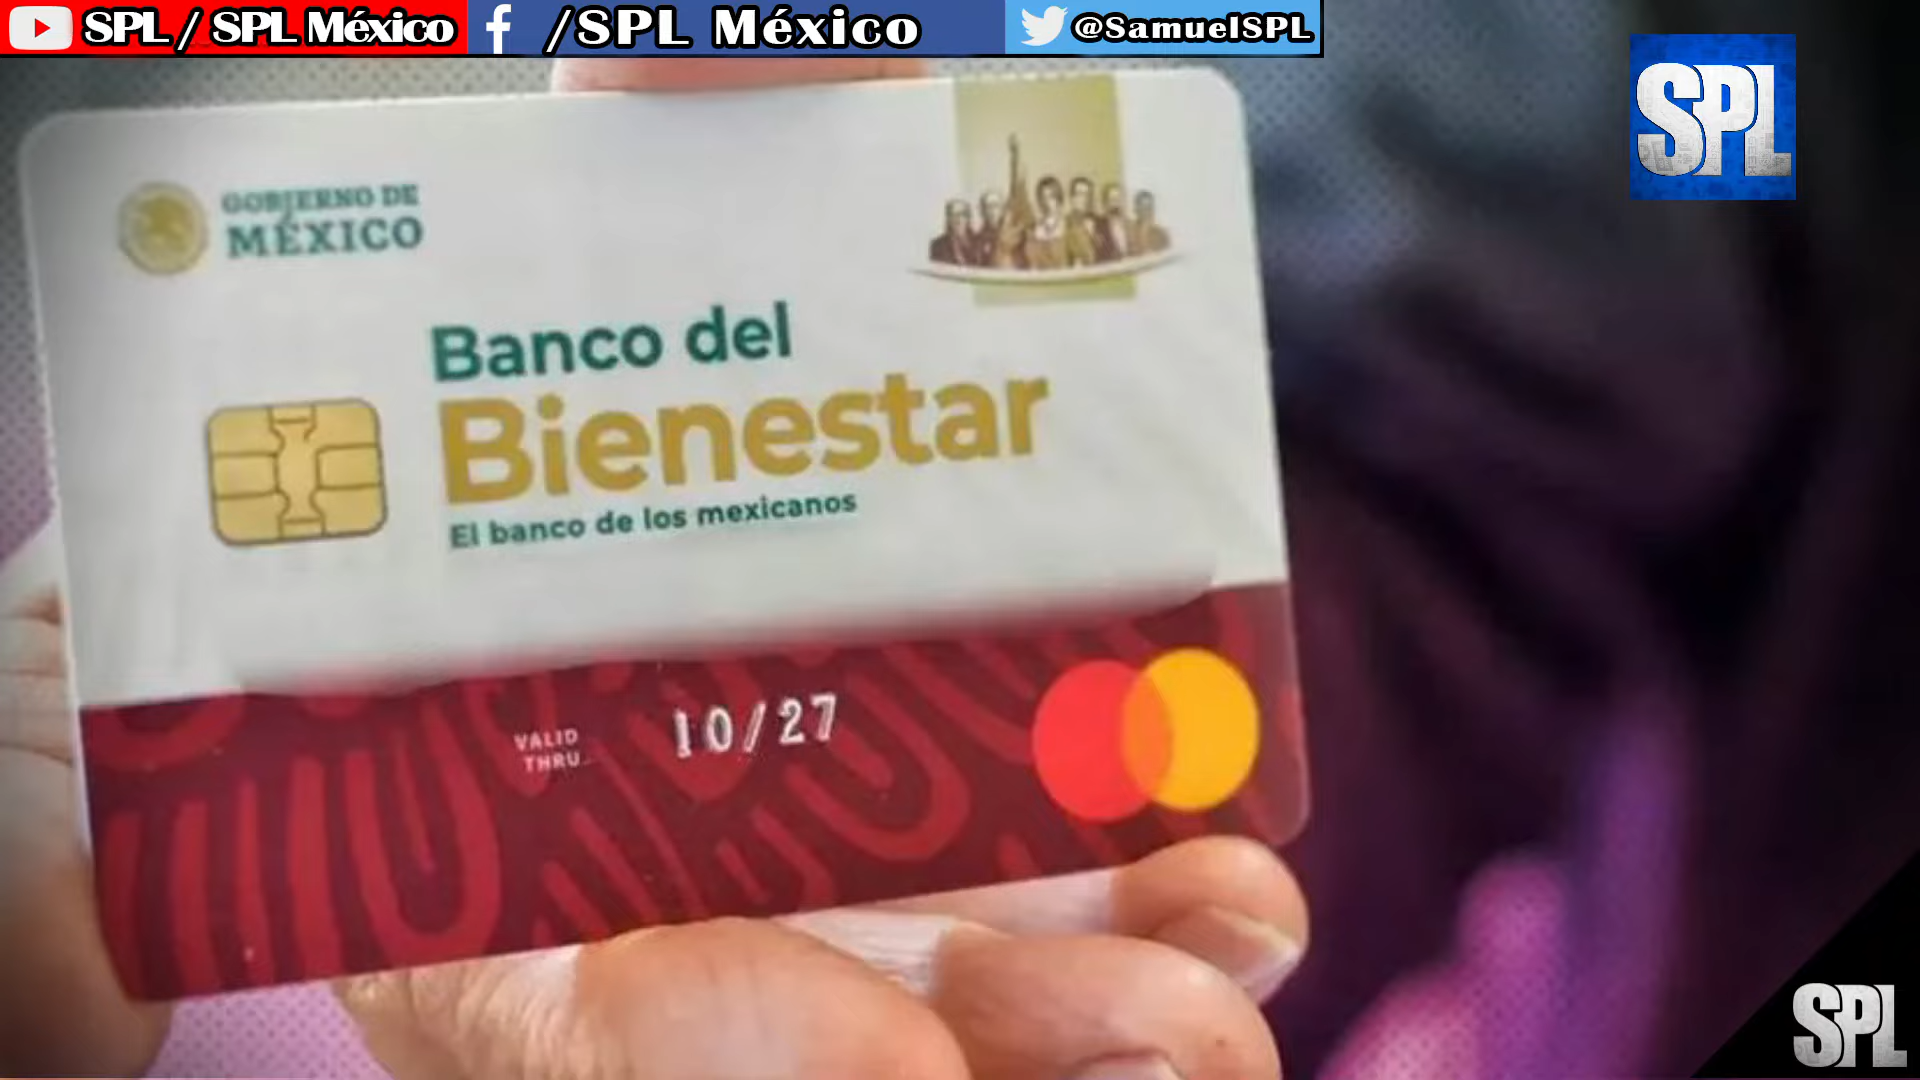 SPL / SPL México
/SPL México
@SamuelSPL
SPL
GOBIERNO DE
MÉXICO
Banco del
Bienestar
El banco de los mexicanos
VALID
THRU
10/27
SPL